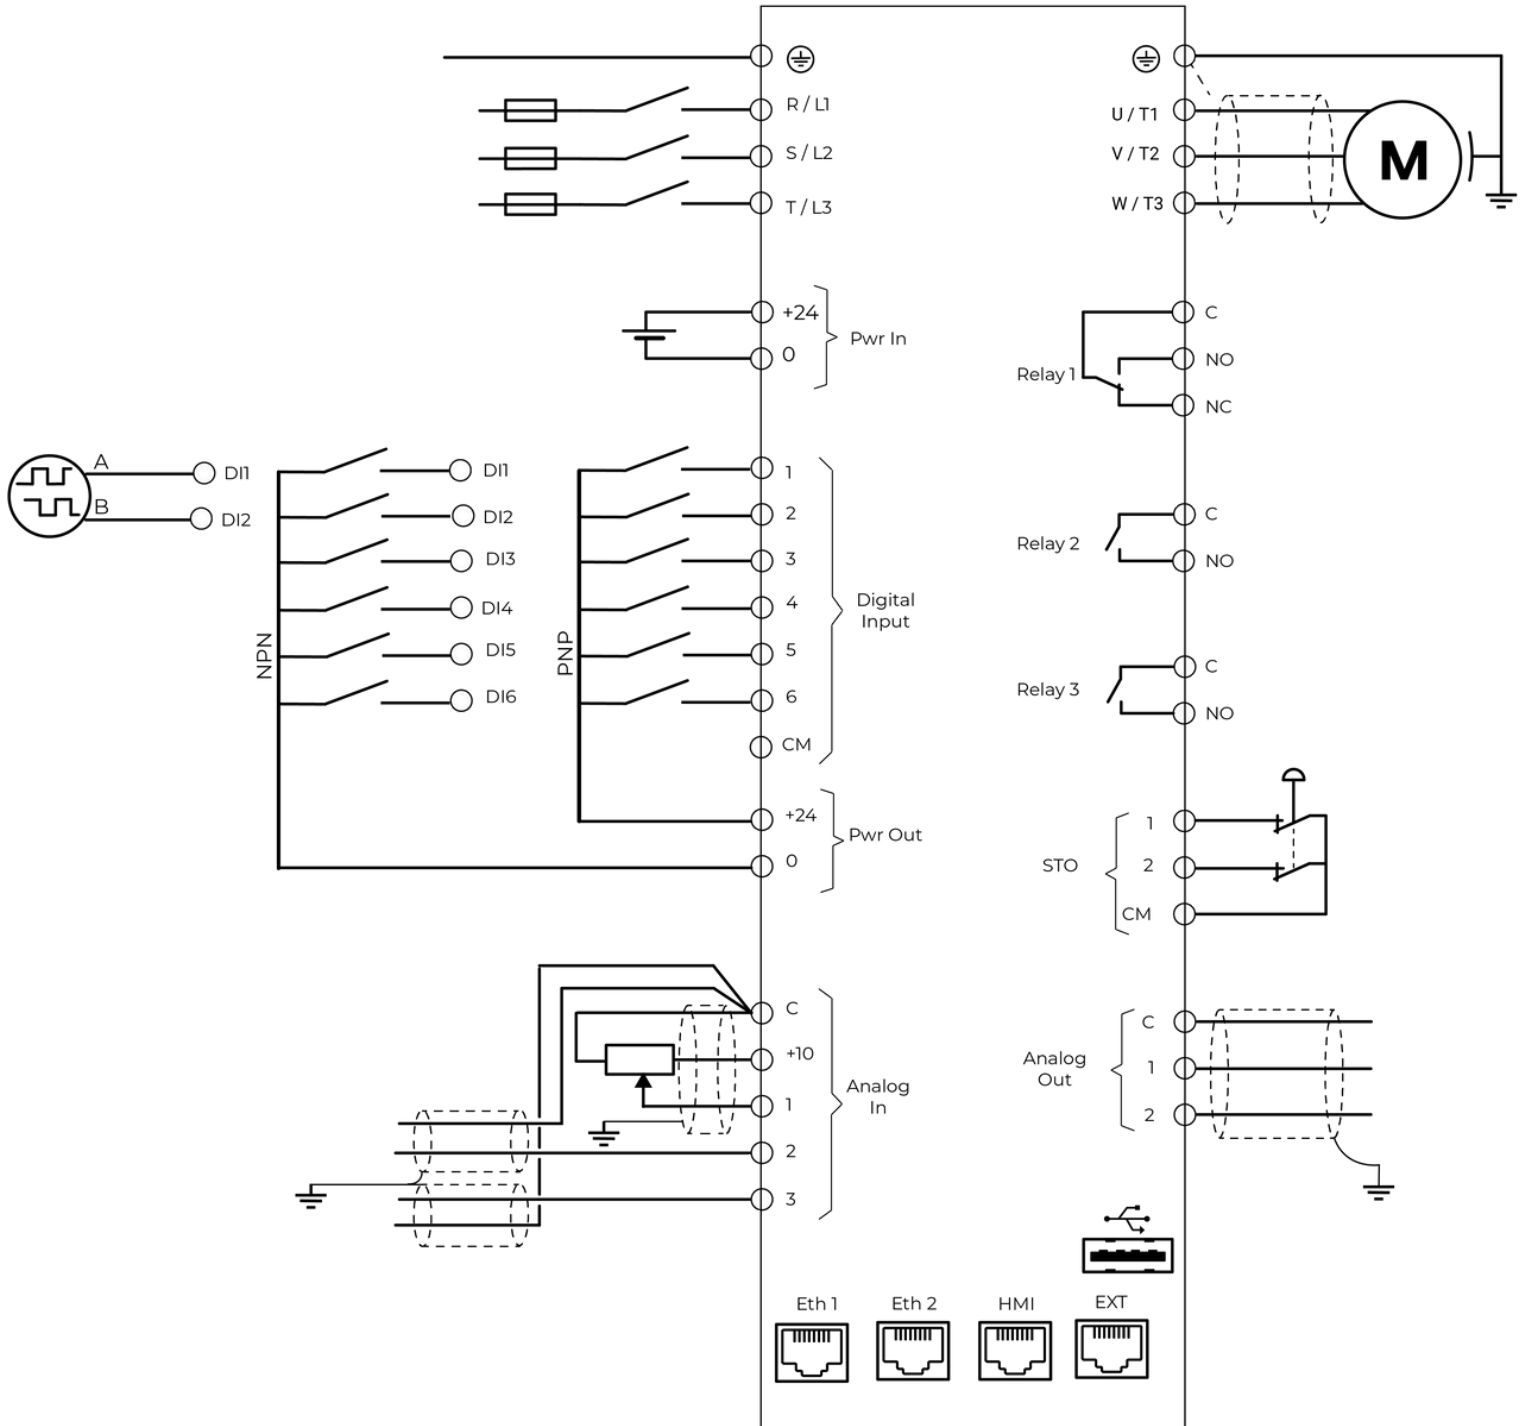 R / L1
S / L2
T / L3
U / T1
V / T2
W / T3
M
+24
0
Pwr In
Relay 1
C
NO
NC
A
B
DI1
DI2
NPN
DI1
DI2
DI3
DI4
DI5
DI6
PNP
1
2
3
4
5
6
CM
Digital
Input
+24
0
Pwr Out
Relay 2
C
NO
Relay 3
C
NO
STO
1
2
CM
C
+10
1
2
3
Analog
In
Analog
Out
C
1
2
Eth 1
Eth 2
HMI
EXT